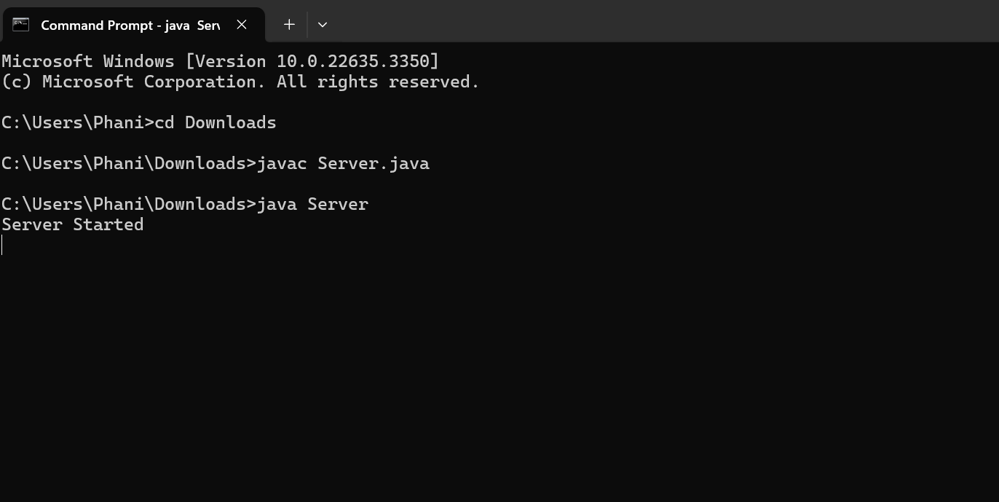 Command Prompt - java Serv
Microsoft Windows [Version 10.0.22635.3350]
(c) Microsoft Corporation. All rights reserved.
C:\Users\Phani>cd Downloads
C:\Users\Phani\Downloads>javac Server.java
C:\Users\Phani\Downloads>java Server
Server Started